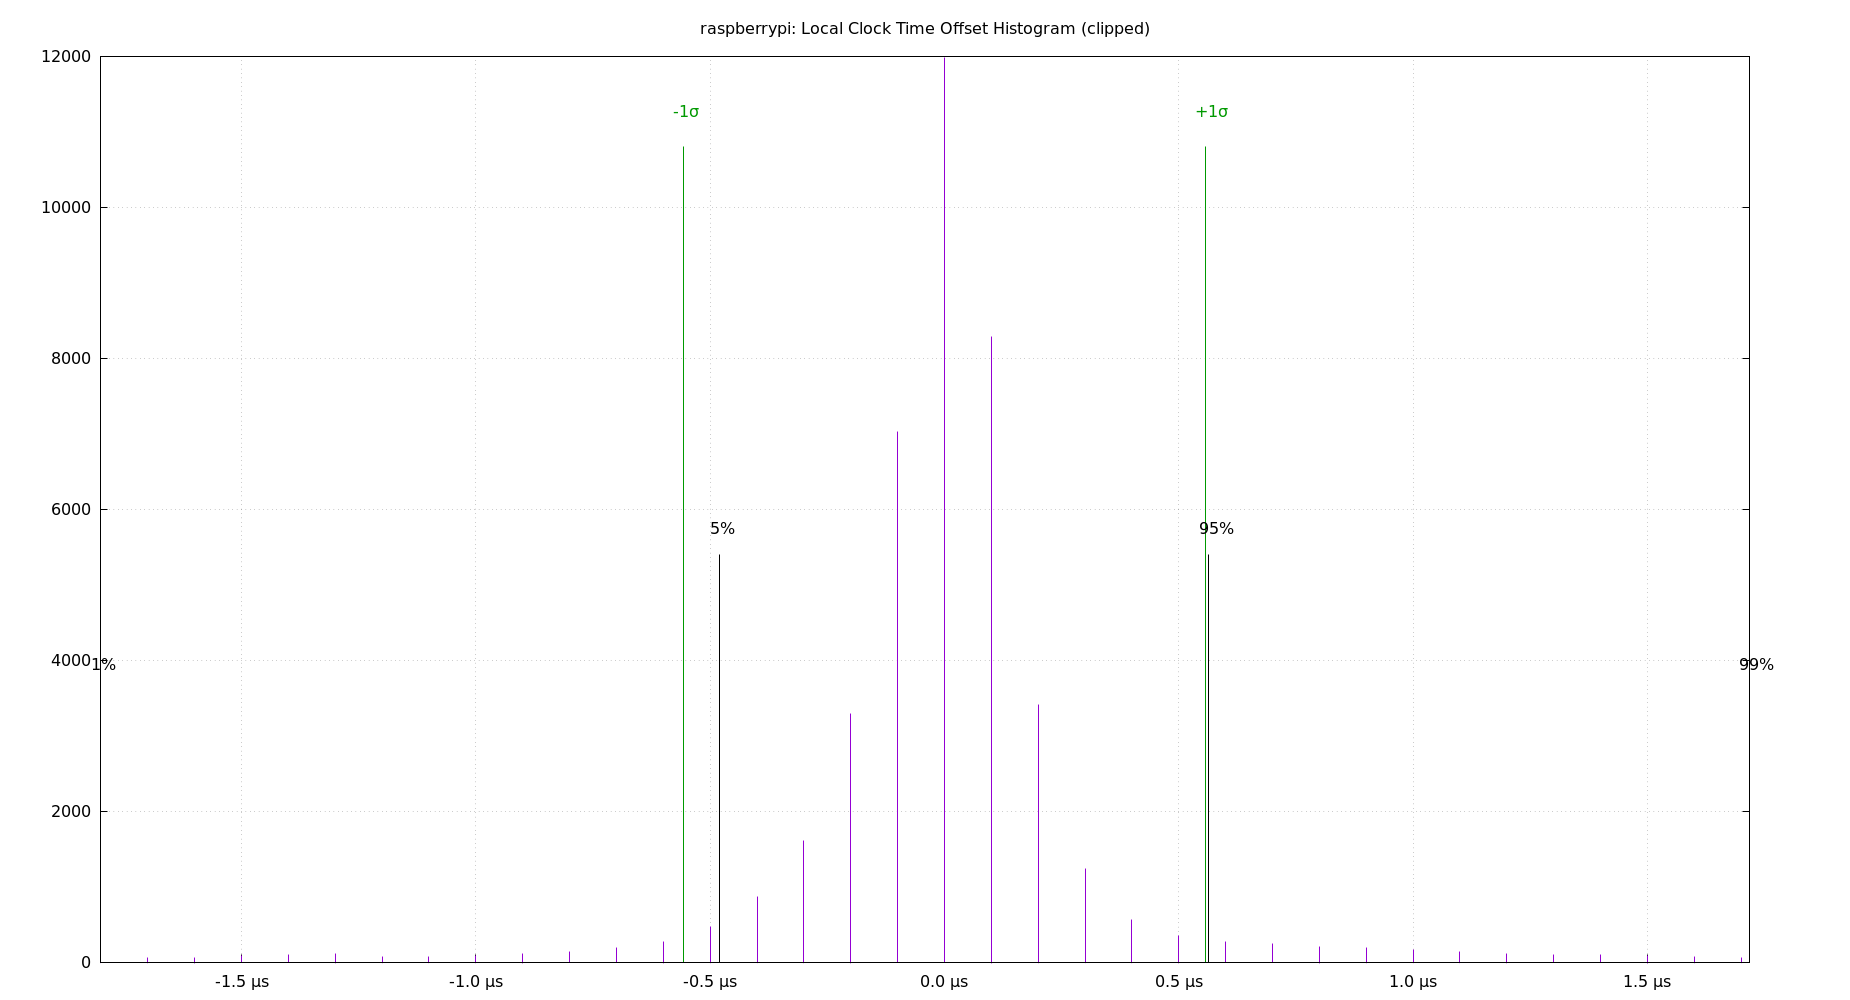 raspberrypi: Local Clock Time Offset Histogram (clipped)
12000
-1σ
+1σ
10000
8000
6000
5%
95%
4000
1%
99%
2000
0
-1.5 µs
-1.0 µs
-0.5 µs
0.0 µs
0.5 µs
1.0 µs
1.5 µs